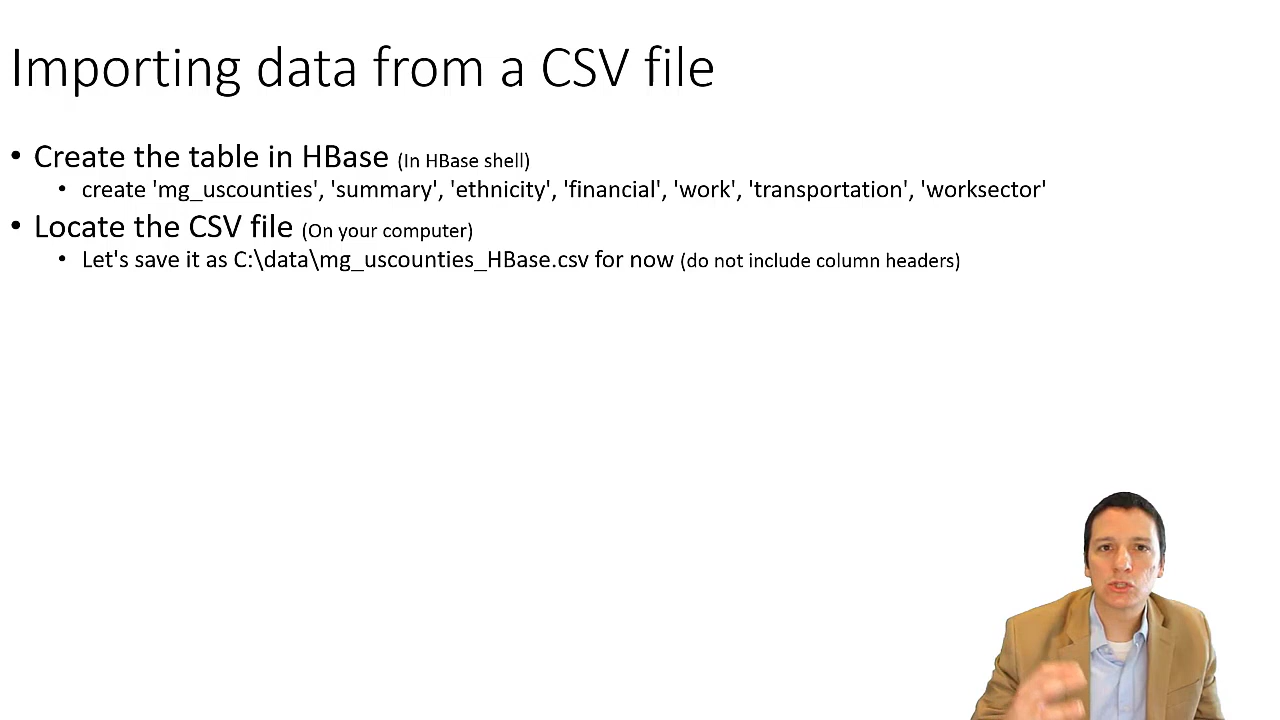 Importing data from a CSV file
• Create the table in HBase (In HBase shell)
• create 'mg_uscounties', 'summary', 'ethnicity', 'financial', 'work', 'transportation', 'worksector'
• Locate the CSV file (On your computer)
• Let's save it as C:\data\mg_uscounties_HBase.csv for now (do not include column headers)